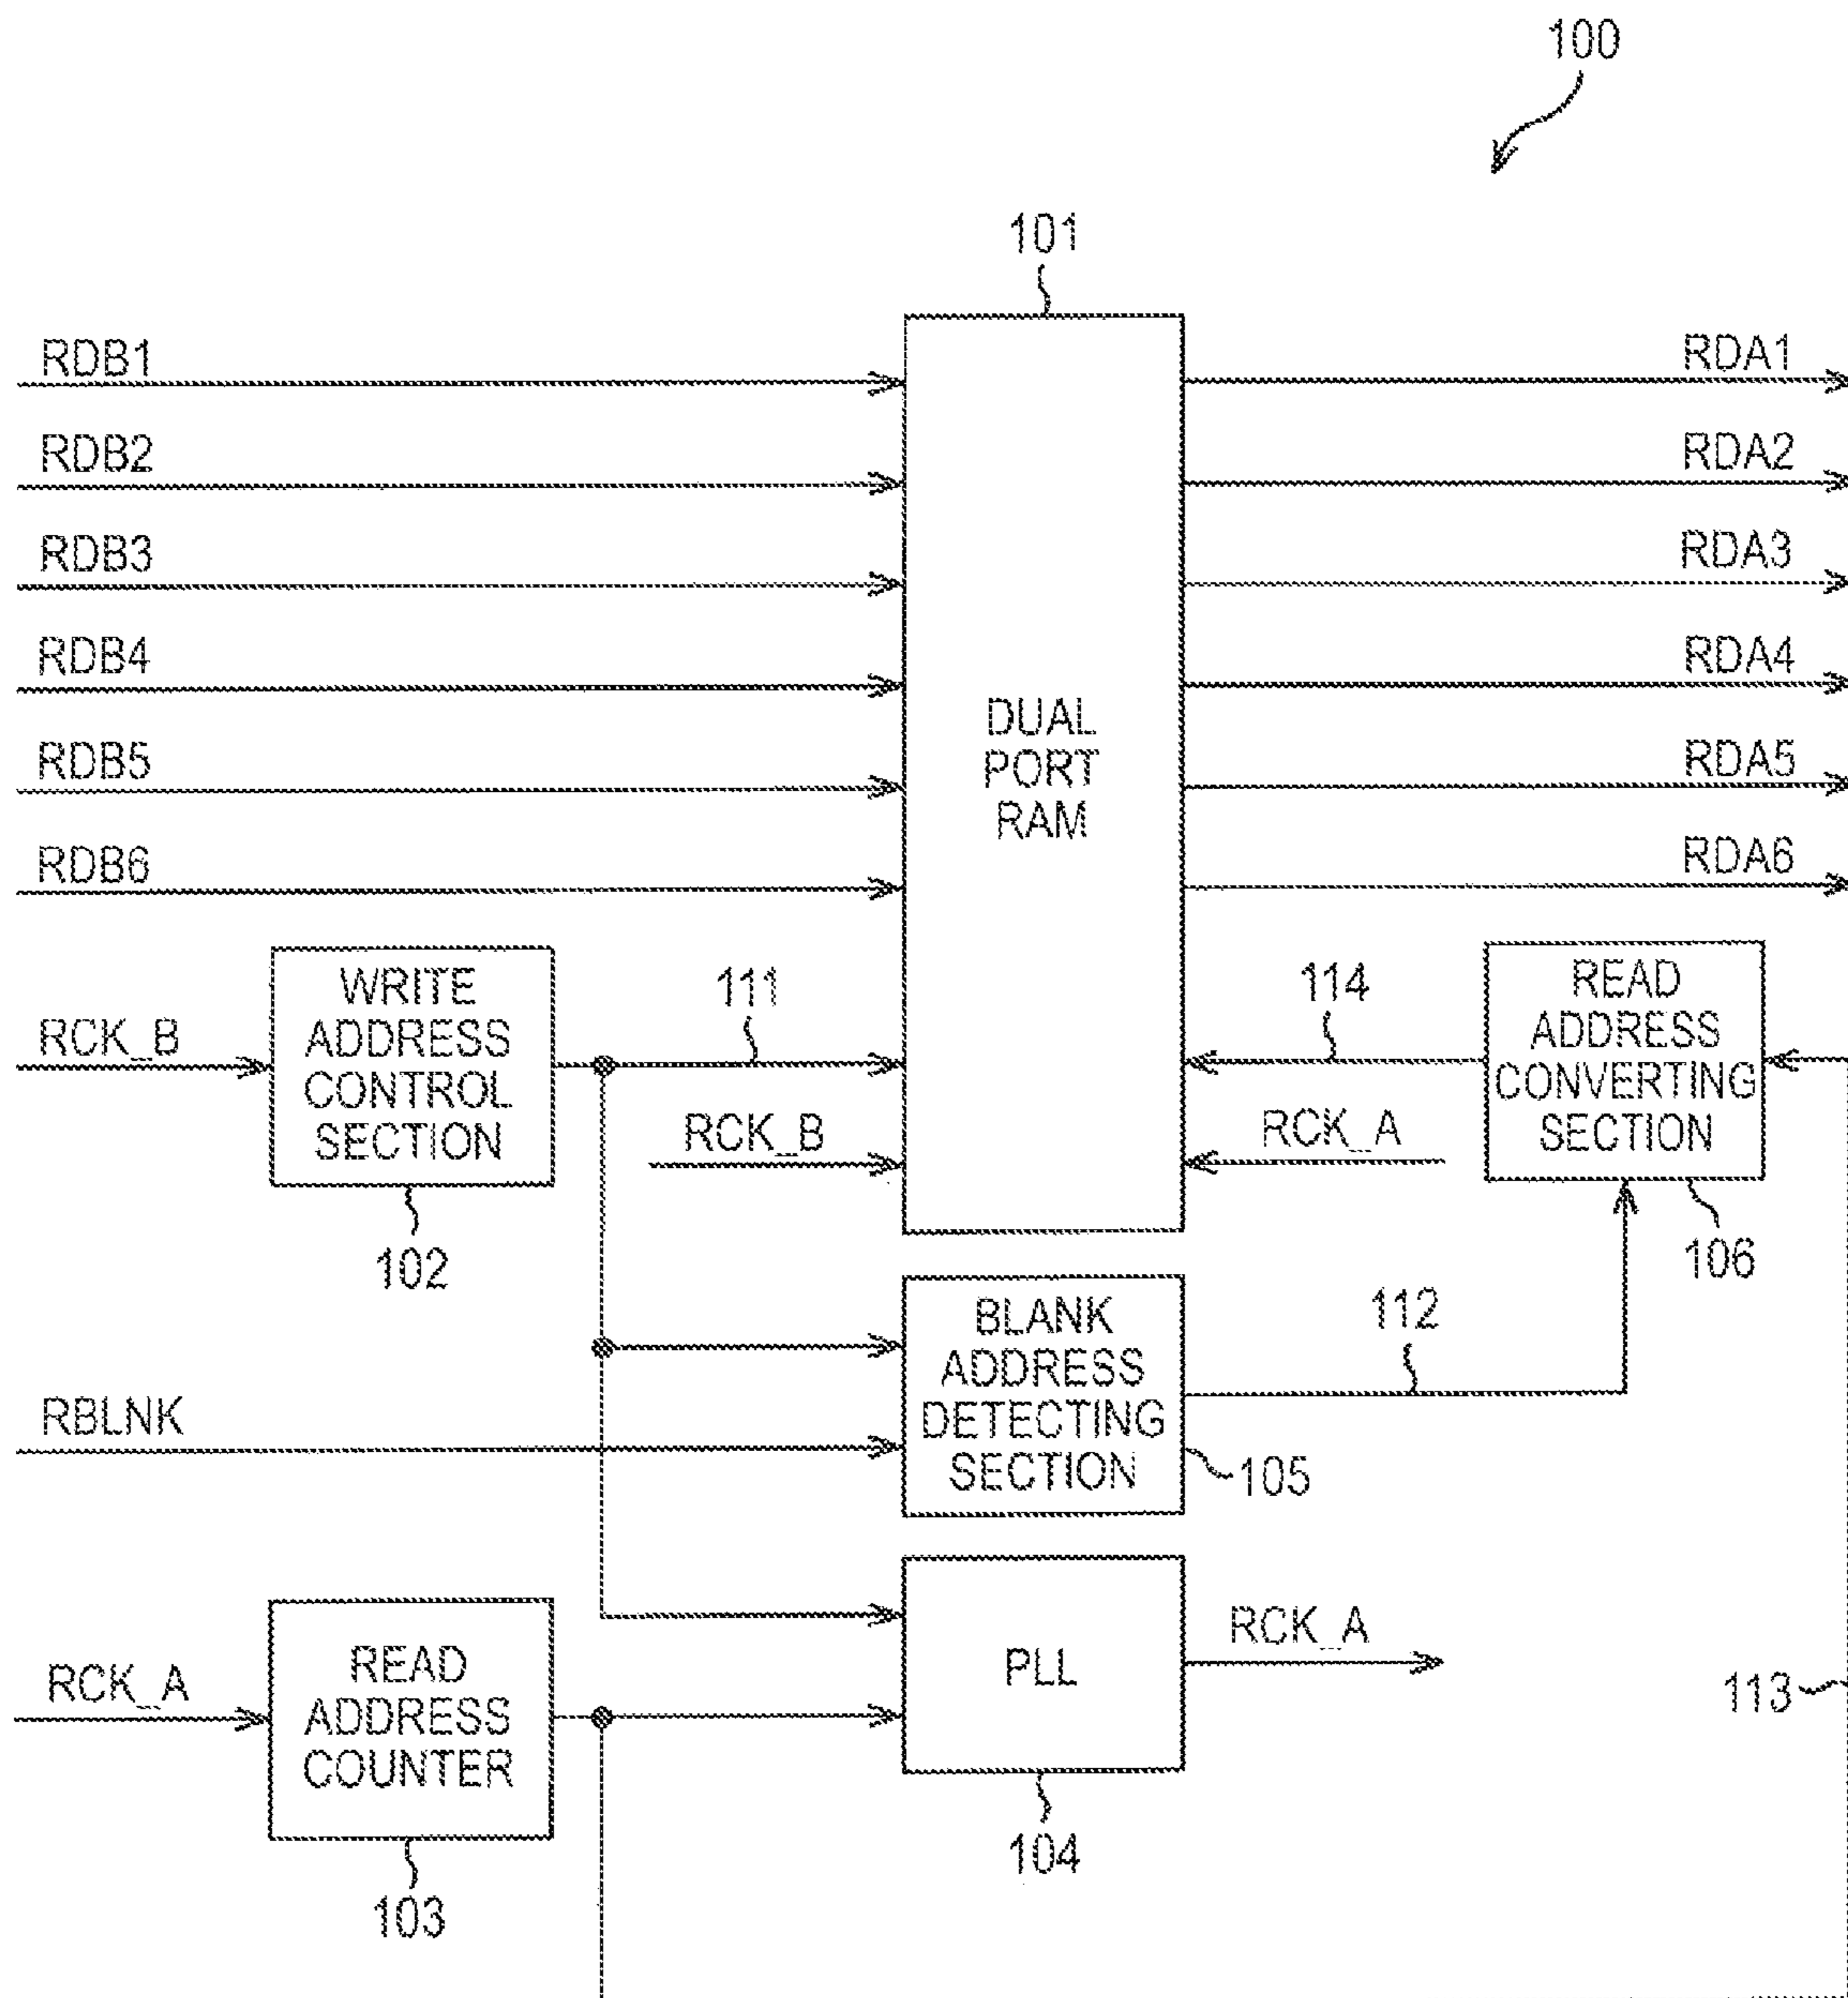 100
101
RDB1
RDA1
RDB2
RDA2
RDB3
RDA3
RDB4
RDA4
DUAL
PORT
RAM
RDB5
RDA5
RDB6
RDA6
WRITE
ADDRESS
CONTROL
SECTION
RCK_B
111
114
READ
ADDRESS
CONVERTING
SECTION
RCK_B
RCK_A
102
106
BLANK
ADDRESS
DETECTING
SECTION
112
RBLNK
105
READ
ADDRESS
COUNTER
RCK_A
PLL
RCK_A
113
103
104